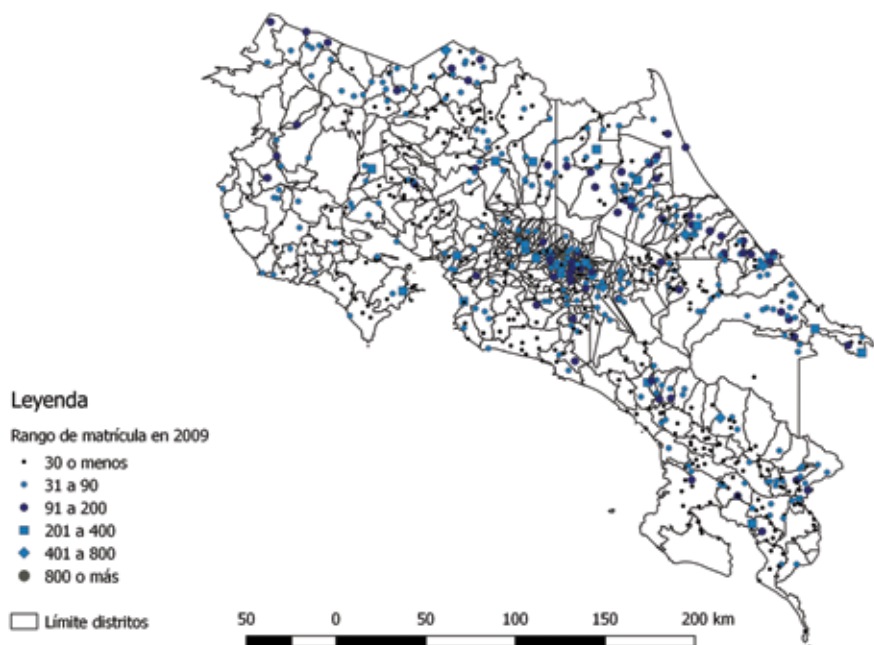 Leyenda
Rango de matrícula en 2009
30 o menos
31 a 90
91 a 200
201 a 400
401 a 800
800 o más
Límite distritos
50 0 50 100 150 200 km